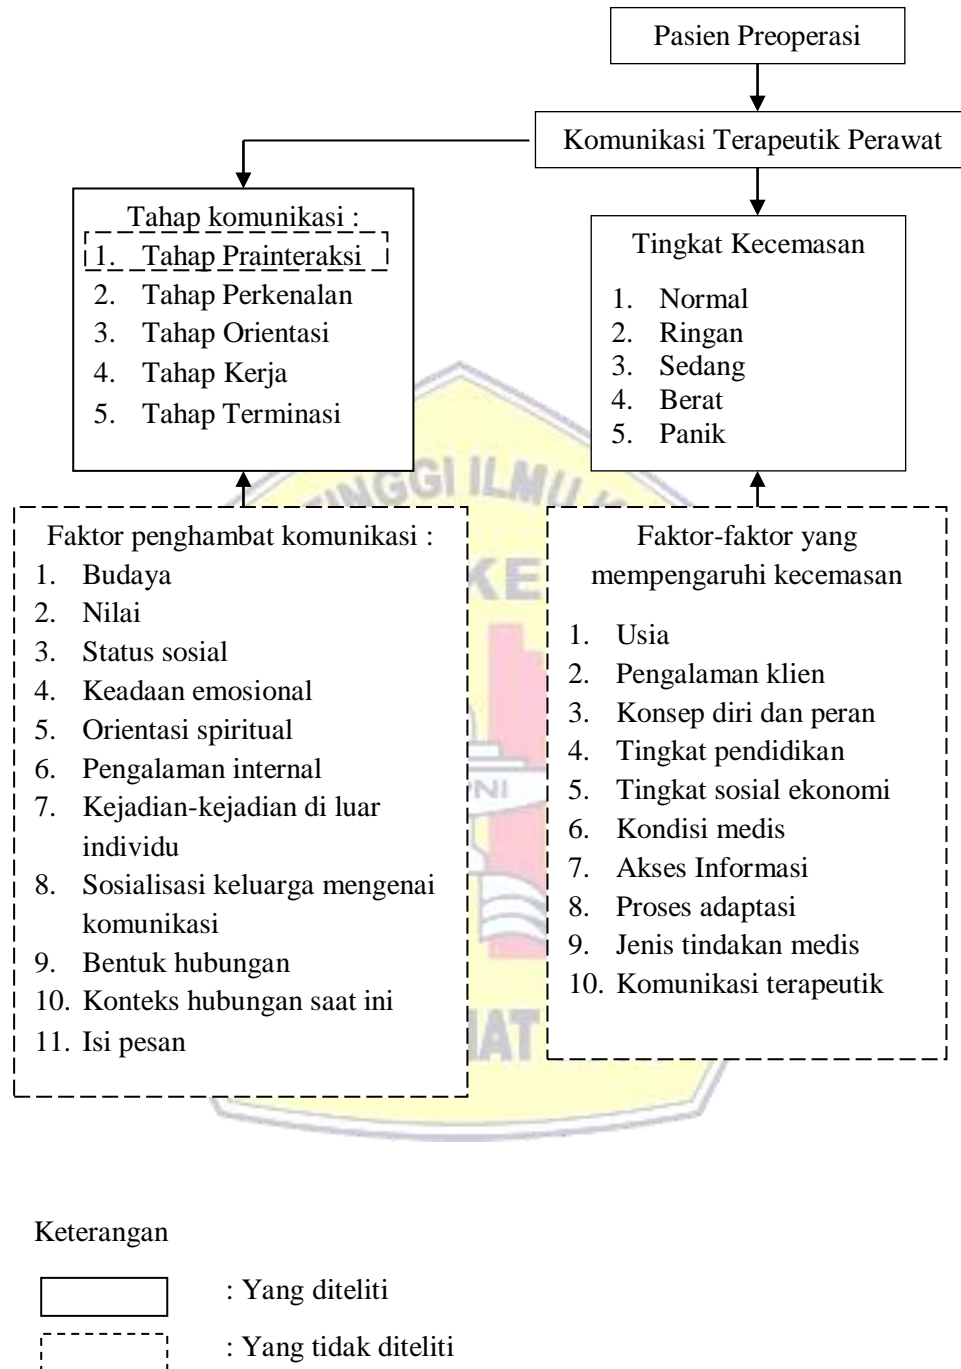 Pasien Preoperasi
Komunikasi Terapeutik Perawat
Tahap komunikasi :
1. Tahap Prainteraksi
2. Tahap Perkenalan
3. Tahap Orientasi
4. Tahap Kerja
5. Tahap Terminasi
Tingkat Kecemasan
1. Normal
2. Ringan
3. Sedang
4. Berat
5. Panik
Faktor penghambat komunikasi :
1. Budaya
2. Nilai
3. Status sosial
4. Keadaan emosional
5. Orientasi spiritual
6. Pengalaman internal
7. Kejadian-kejadian di luar
individu
8. Sosialisasi keluarga mengenai
komunikasi
9. Bentuk hubungan
10. Konteks hubungan saat ini
11. Isi pesan
Faktor-faktor yang
mempengaruhi kecemasan
1. Usia
2. Pengalaman klien
3. Konsep diri dan peran
4. Tingkat pendidikan
5. Tingkat sosial ekonomi
6. Kondisi medis
7. Akses Informasi
8. Proses adaptasi
9. Jenis tindakan medis
10. Komunikasi terapeutik
GGI ILMU
KE
Keterangan
: Yang diteliti
: Yang tidak diteliti